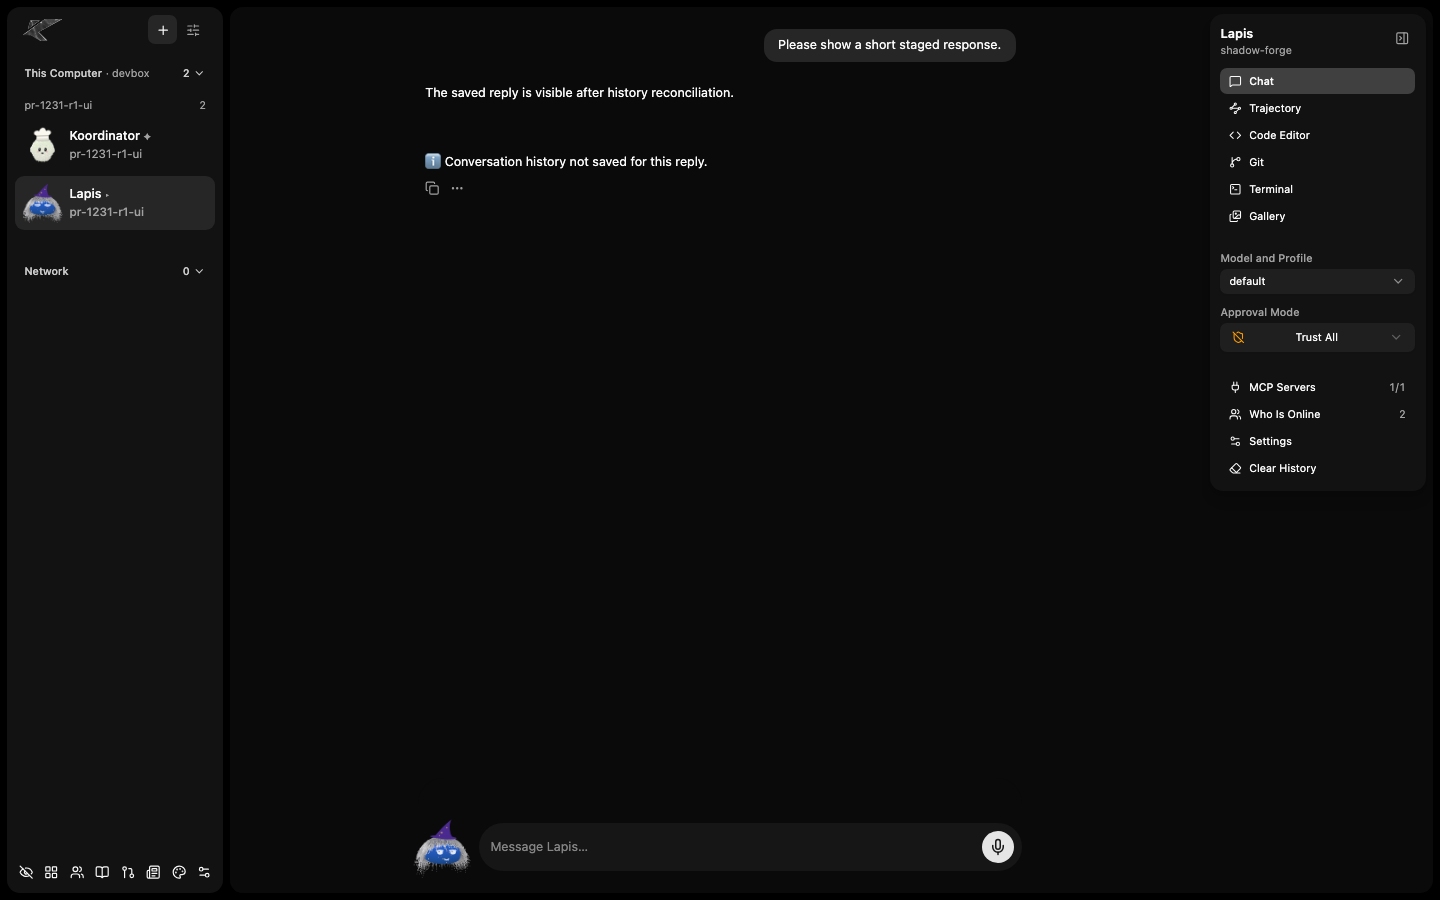 This Computer · devbox 2
pr-1231-r1-ui 2
Koordinator
pr-1231-r1-ui
Lapis
pr-1231-r1-ui
Network 0
Please show a short staged response.
The saved reply is visible after history reconciliation.
Conversation history not saved for this reply.
Message Lapis...
Lapis
shadow-forge
Chat
Trajectory
Code Editor
Git
Terminal
Gallery
Model and Profile
default
Approval Mode
Trust All
MCP Servers 1/1
Who Is Online 2
Settings
Clear History